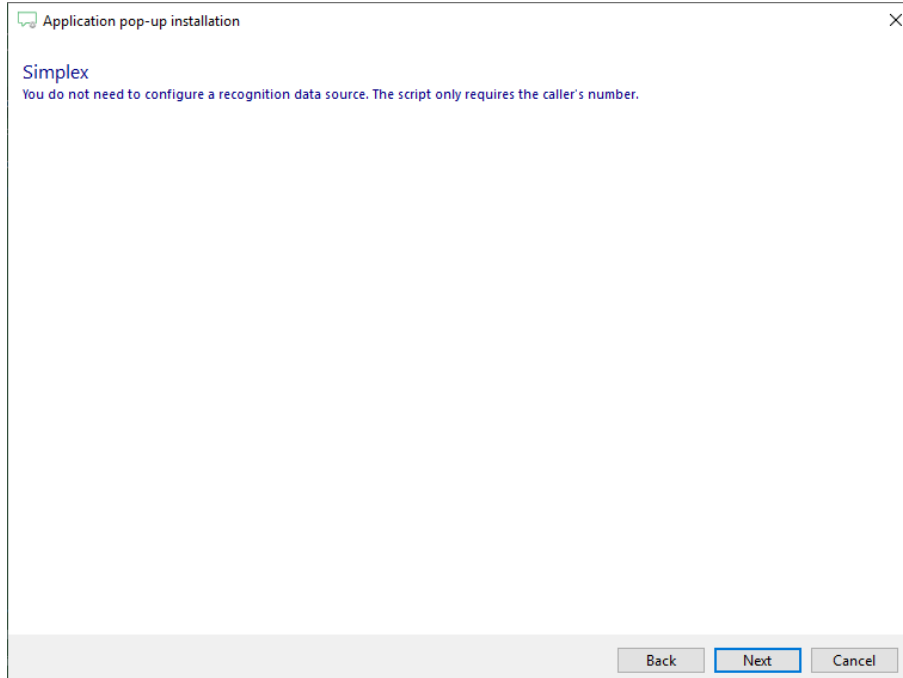 Application pop-up installation
Simplex
You do not need to configure a recognition data source. The script only requires the caller's number.
Back Next Cancel